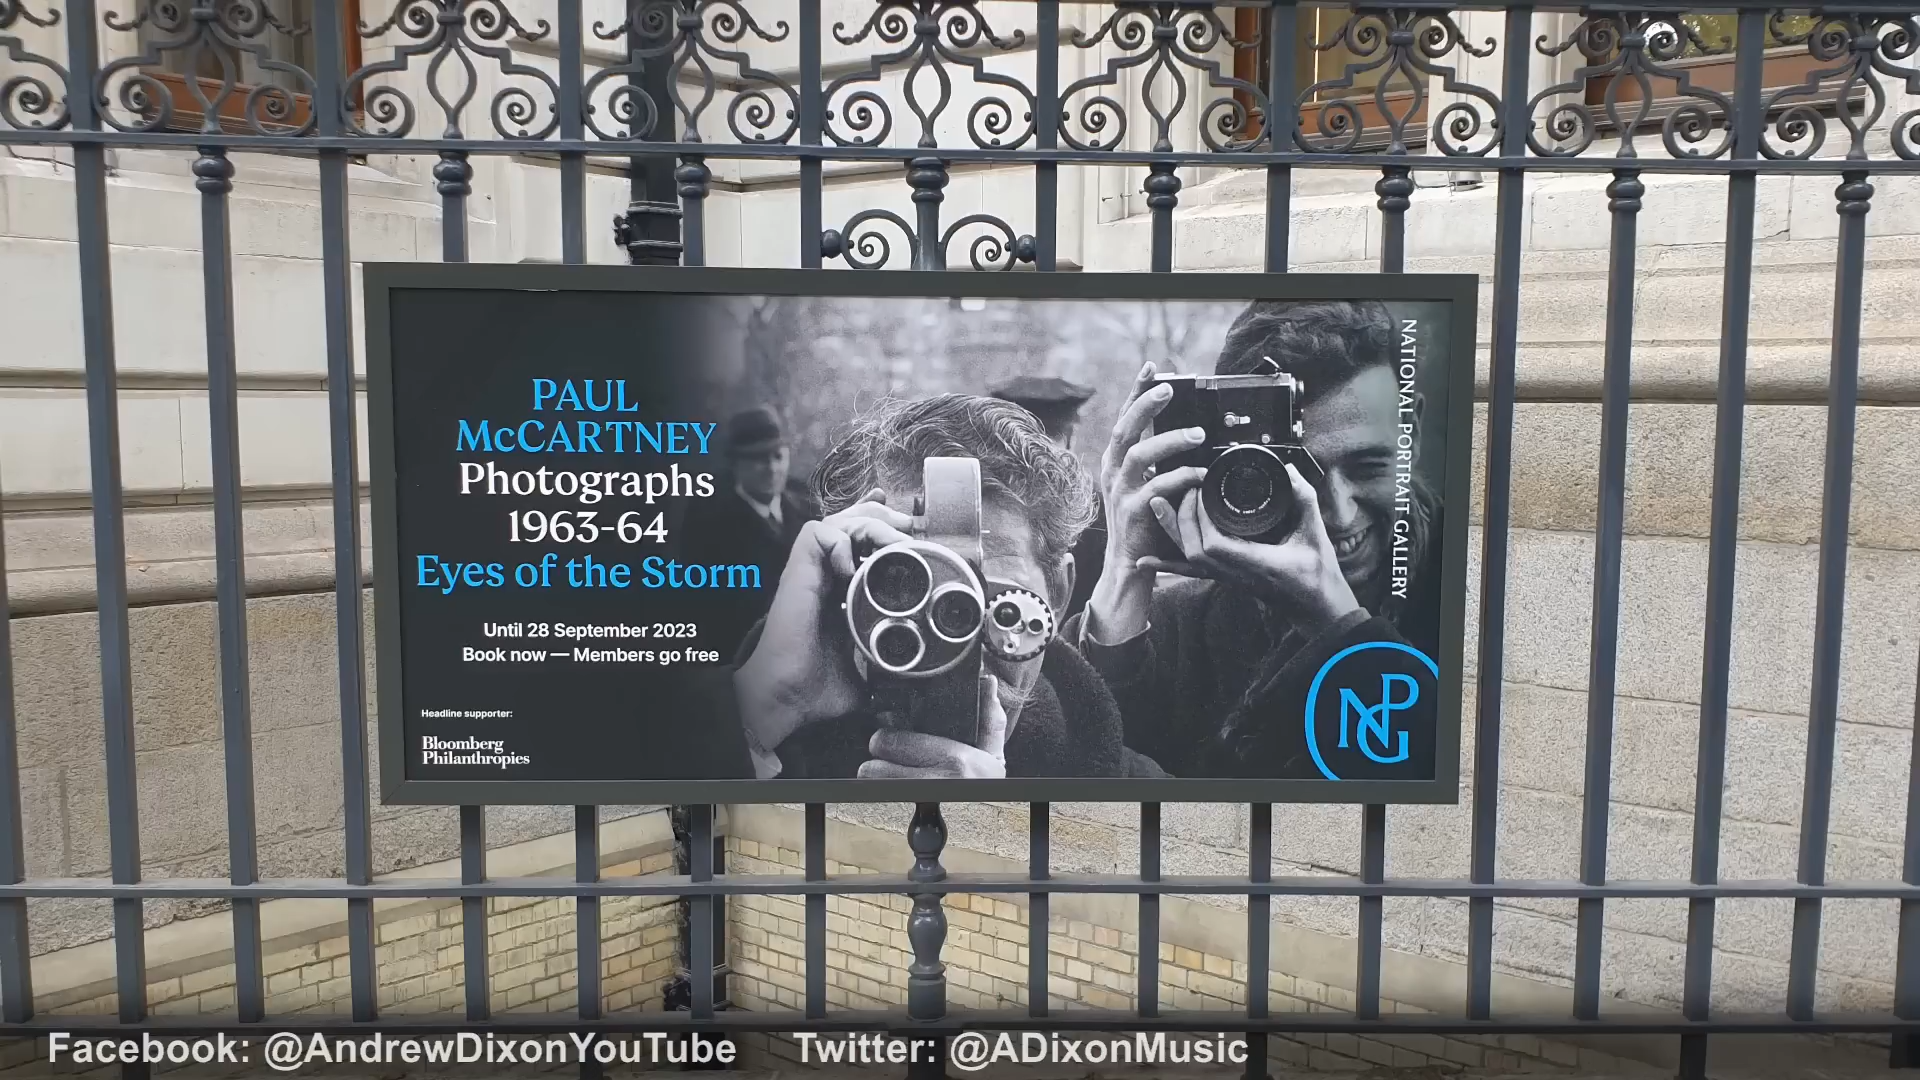 PAUL
McCARTNEY
Photographs
1963-64
Eyes of the Storm
Until 28 September 2023
Book now — Members go free
Headline supporter:
Bloomberg
Philanthropies
NATIONAL PORTRAIT GALLERY
NPG
Facebook: @AndrewDixonYouTube Twitter: @ADixonMusic